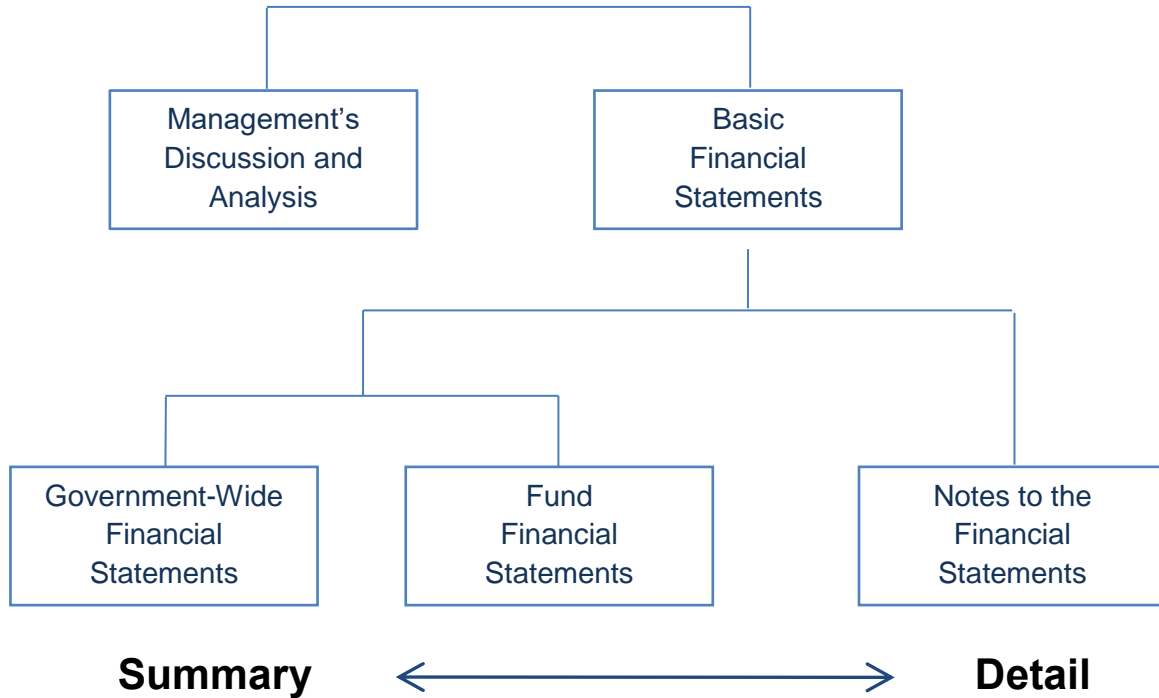 Management’s
Discussion and
Analysis
Basic
Financial
Statements
Government-Wide
Financial
Statements
Fund
Financial
Statements
Notes to the
Financial
Statements
Summary
Detail